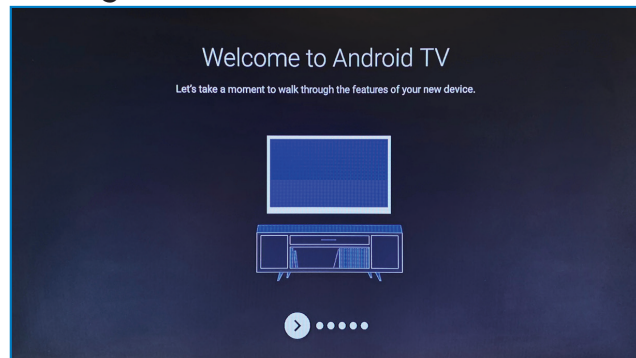 Welcome to Android TV
Let's take a moment to walk through the features of your new device.